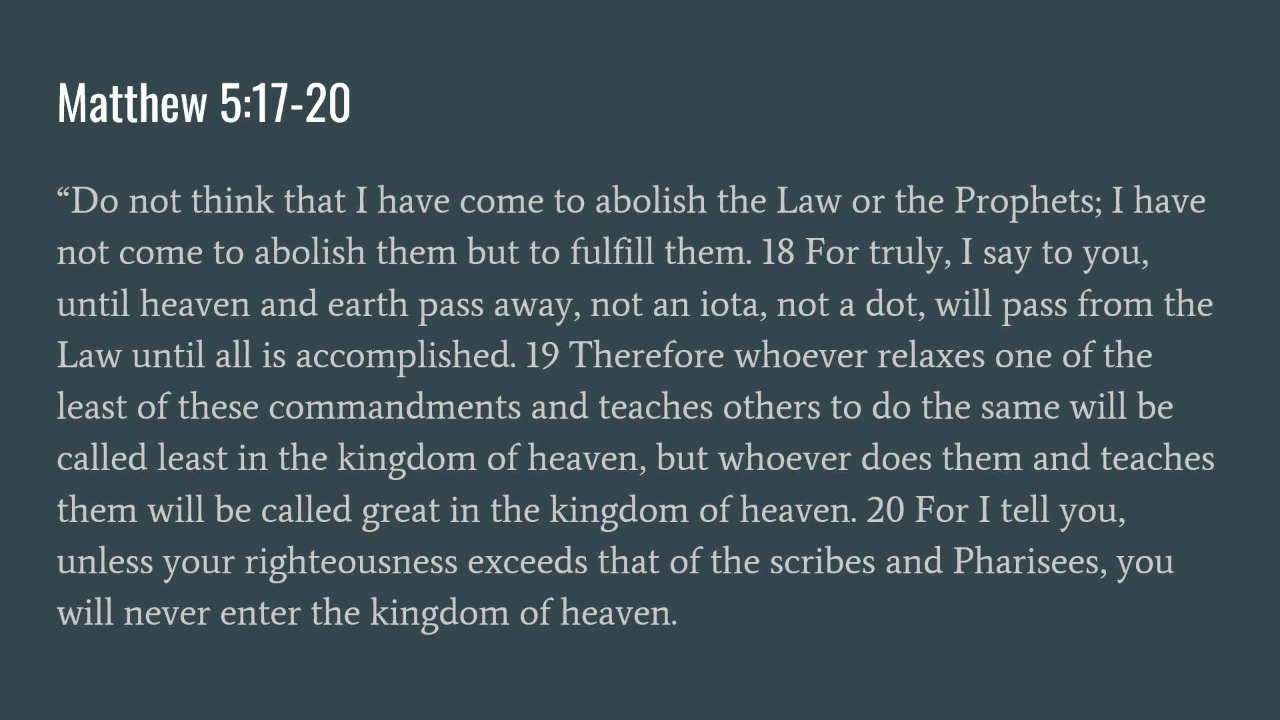 Matthew 5:17-20
“Do not think that I have come to abolish the Law or the Prophets; I have
not come to abolish them but to fulfill them. 18 For truly, I say to you,
until heaven and earth pass away, not an iota, not a dot, will pass from the
Law until all is accomplished. 19 Therefore whoever relaxes one of the
least of these commandments and teaches others to do the same will be
called least in the kingdom of heaven, but whoever does them and teaches
them will be called great in the kingdom of heaven. 20 For I tell you,
unless your righteousness exceeds that of the scribes and Pharisees, you
will never enter the kingdom of heaven.